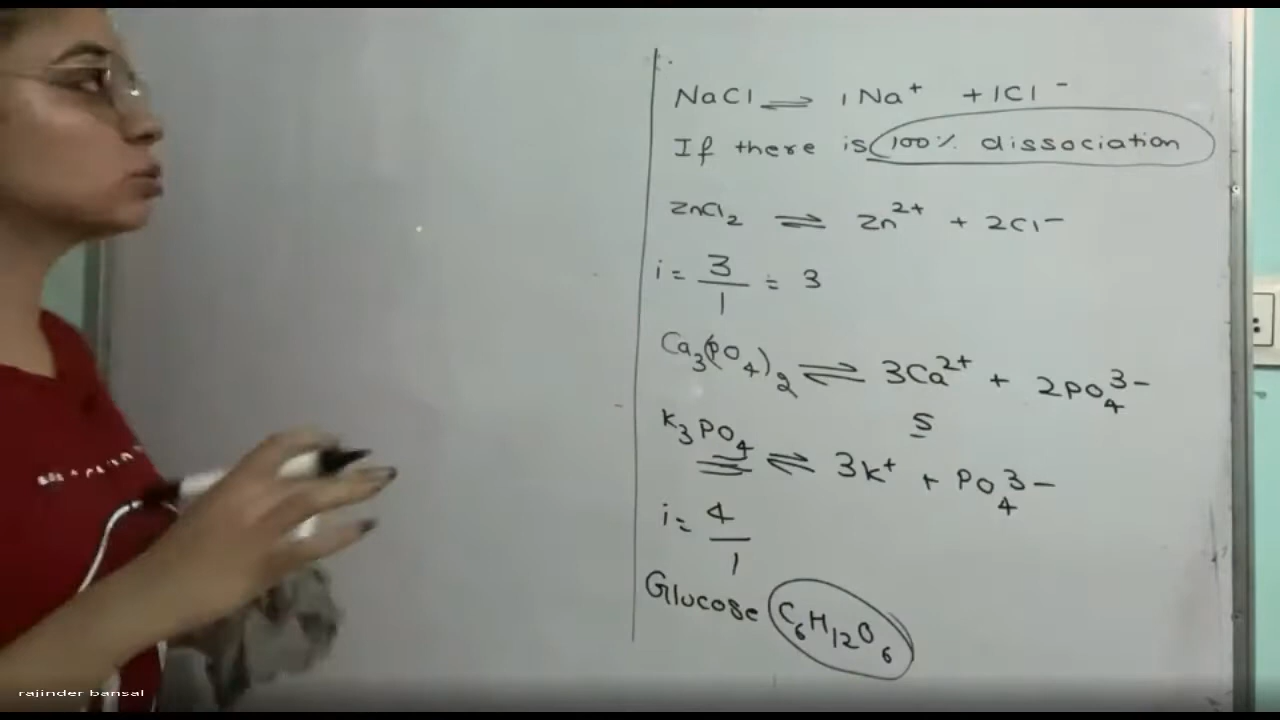 NaCl ⇌ 1Na⁺ + 1Cl⁻
If there is 100% dissociation
ZnCl₂ ⇌ Zn²⁺ + 2Cl⁻
i = 3/1 = 3
Ca₃(PO₄)₂ ⇌ 3Ca²⁺ + 2PO₄³⁻
5
K₃PO₄ ⇌ 3K⁺ + PO₄³⁻
i = 4/1
Glucose C₆H₁₂O₆
rajinder bansal